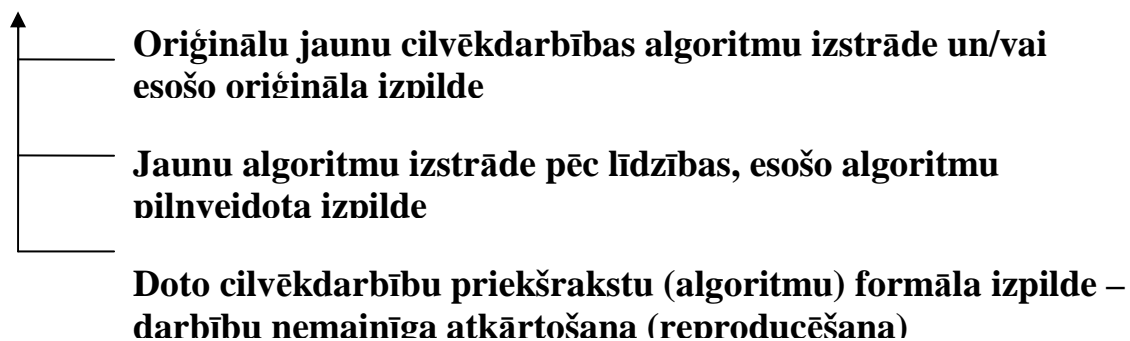 Oriģinālu jaunu cilvēkdarbības algoritmu izstrāde un/vai
esošo oriģināla izpilde
Jaunu algoritmu izstrāde pēc līdzības, esošo algoritmu
pilnveidota izpilde
Doto cilvēkdarbību priekšrakstu (algoritmu) formāla izpilde –
darbību nemainīga atkārtošana (reproducēšana)